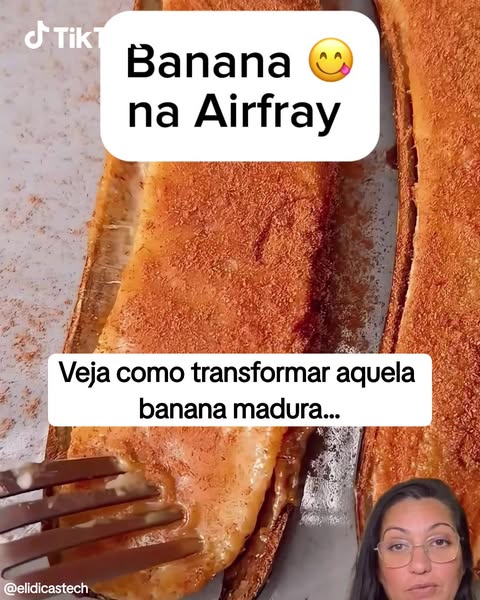 TikT
Banana 😋
na Airfray
Veja como transformar aquela
banana madura...
@elidicastech